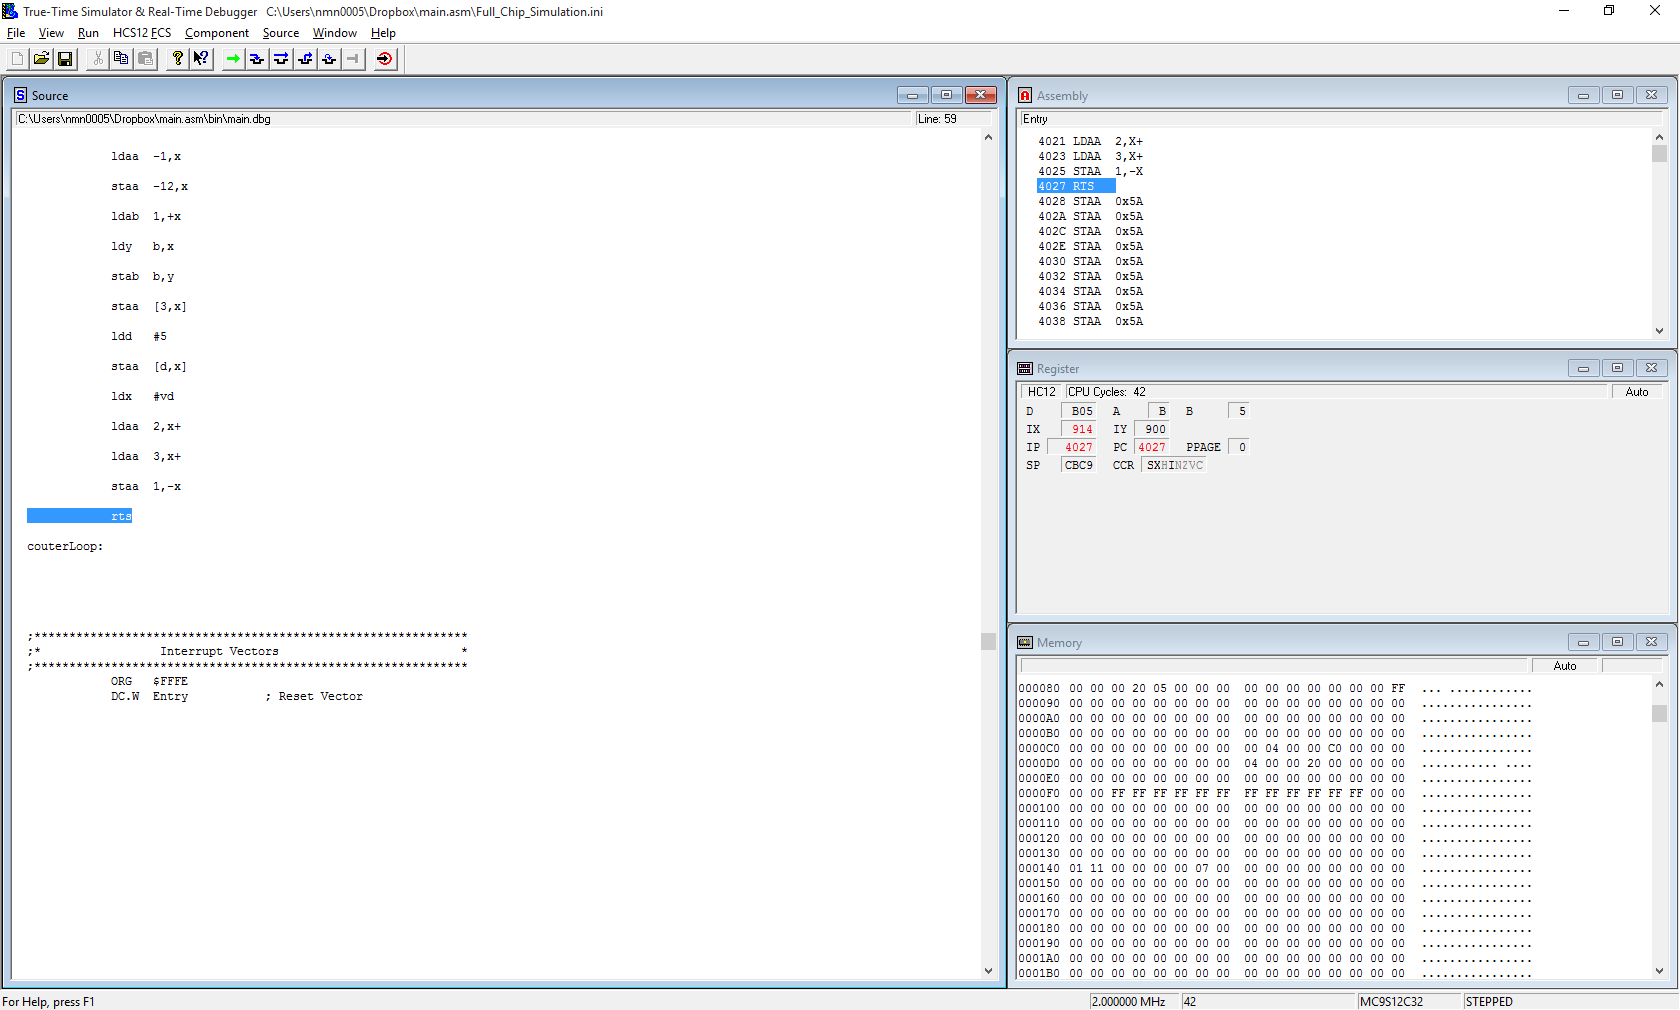 True-Time Simulator & Real-Time Debugger C:\Users\nmn0005\Dropbox\main.asm\Full_Chip_Simulation.ini
File View Run HCS12 FCS Component Source Window Help
Source
C:\Users\nmn0005\Dropbox\main.asm\bin\main.dbg Line: 59
ldaa -1,x
staa -12,x
ldab 1,+x
ldy b,x
stab b,y
staa [3,x]
ldd #5
staa [d,x]
ldx #vd
ldaa 2,x+
ldaa 3,x+
staa 1,-x
rts
couterLoop:
;**************************************************************
;* Interrupt Vectors *
;**************************************************************
ORG $FFFE
DC.W Entry ; Reset Vector
Assembly
Entry
4021 LDAA 2,X+
4023 LDAA 3,X+
4025 STAA 1,-X
4027 RTS
4028 STAA 0x5A
402A STAA 0x5A
402C STAA 0x5A
402E STAA 0x5A
4030 STAA 0x5A
4032 STAA 0x5A
4034 STAA 0x5A
4036 STAA 0x5A
4038 STAA 0x5A
Register
HC12 CPU Cycles: 42 Auto
D B05 A B B 5
IX 914 IY 900
IP 4027 PC 4027 PPAGE 0
SP CBC9 CCR SXHINZVC
Memory
Auto
000080 00 00 00 20 05 00 00 00 00 00 00 00 00 00 00 FF ... ............
000090 00 00 00 00 00 00 00 00 00 00 00 00 00 00 00 00 ................
0000A0 00 00 00 00 00 00 00 00 00 00 00 00 00 00 00 00 ................
0000B0 00 00 00 00 00 00 00 00 00 00 00 00 00 00 00 00 ................
0000C0 00 00 00 00 00 00 00 00 00 04 00 00 C0 00 00 00 ................
0000D0 00 00 00 00 00 00 00 00 04 00 00 20 00 00 00 00 ........... ....
0000E0 00 00 00 00 00 00 00 00 00 00 00 00 00 00 00 00 ................
0000F0 00 00 FF FF FF FF FF FF FF FF FF FF FF FF 00 00 ................
000100 00 00 00 00 00 00 00 00 00 00 00 00 00 00 00 00 ................
000110 00 00 00 00 00 00 00 00 00 00 00 00 00 00 00 00 ................
000120 00 00 00 00 00 00 00 00 00 00 00 00 00 00 00 00 ................
000130 00 00 00 00 00 00 00 00 00 00 00 00 00 00 00 00 ................
000140 01 11 00 00 00 00 07 00 00 00 00 00 00 00 00 00 ................
000150 00 00 00 00 00 00 00 00 00 00 00 00 00 00 00 00 ................
000160 00 00 00 00 00 00 00 00 00 00 00 00 00 00 00 00 ................
000170 00 00 00 00 00 00 00 00 00 00 00 00 00 00 00 00 ................
000180 00 00 00 00 00 00 00 00 00 00 00 00 00 00 00 00 ................
000190 00 00 00 00 00 00 00 00 00 00 00 00 00 00 00 00 ................
0001A0 00 00 00 00 00 00 00 00 00 00 00 00 00 00 00 00 ................
0001B0 00 00 00 00 00 00 00 00 00 00 00 00 00 00 00 00 ................
For Help, press F1 2.000000 MHz 42 MC9S12C32 STEPPED